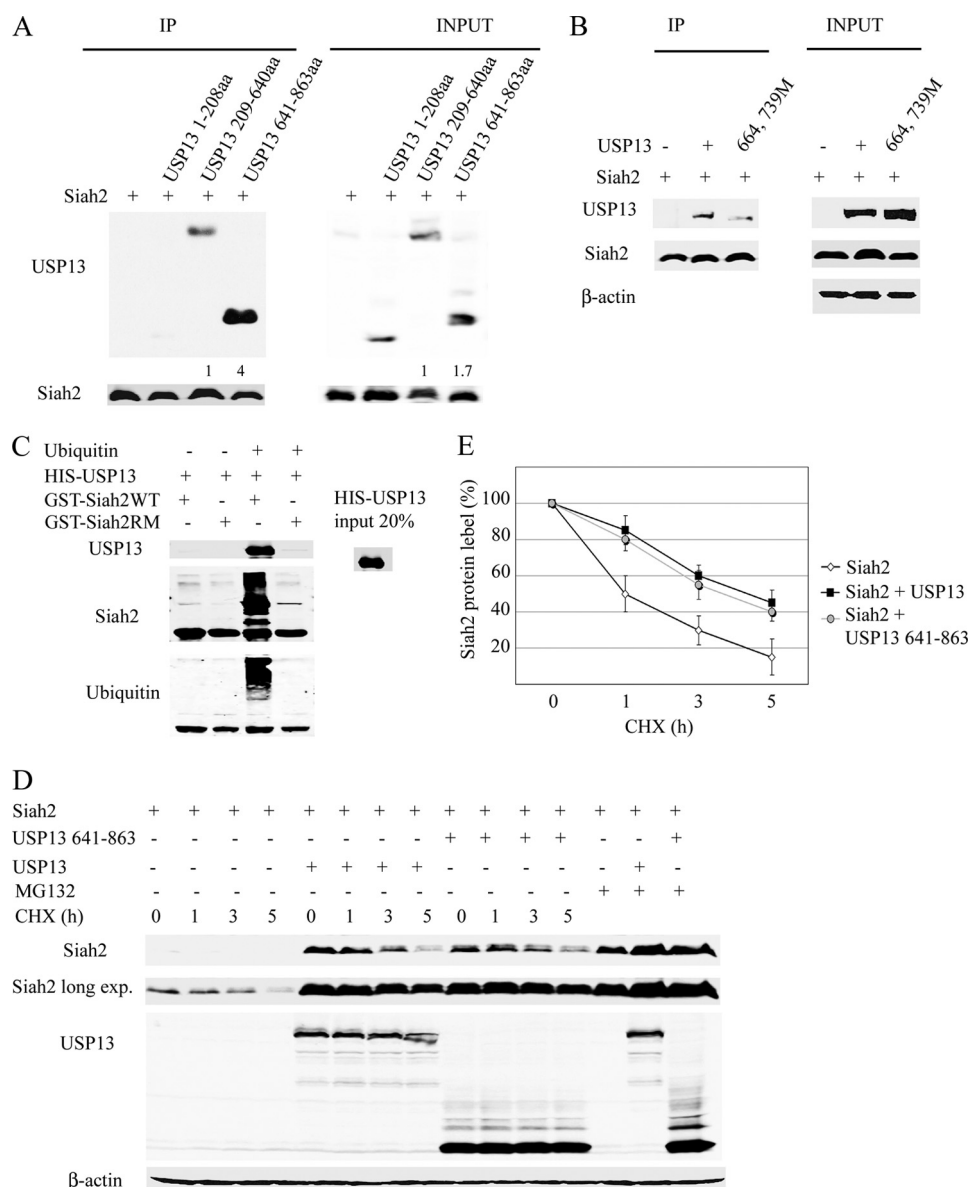 A
IP
INPUT
USP13 1-208aa
USP13 209-640aa
USP13 641-863aa
USP13 1-208aa
USP13 209-640aa
USP13 641-863aa
Siah2 + + + + + + + +
USP13
1 4 1 1.7
Siah2
B
IP
INPUT
USP13 - + 664, 739M - + 664, 739M
Siah2 + + + + + +
USP13
Siah2
β-actin
C
Ubiquitin - - + +
HIS-USP13 + + + +
GST-Siah2WT + - + -
GST-Siah2RM - + - +
USP13
Siah2
Ubiquitin
HIS-USP13
input 20%
E
Siah2 protein lebel (%)
100
80
60
40
20
0 1 3 5
CHX (h)
Siah2
Siah2 + USP13
Siah2 +
USP13 641-863
D
Siah2 + + + + + + + + + + + + + + +
USP13 641-863 - - - - - - - - + + + + - - +
USP13 - - - - + + + + - - - - - + -
MG132 - - - - - - - - - - - - + + +
CHX (h) 0 1 3 5 0 1 3 5 0 1 3 5
Siah2
Siah2 long exp.
USP13
β-actin